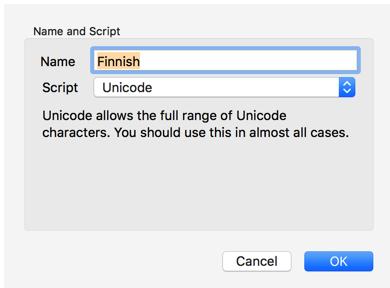 Name and Script
Name Finnish
Script Unicode
Unicode allows the full range of Unicode
characters. You should use this in almost all cases.
Cancel OK